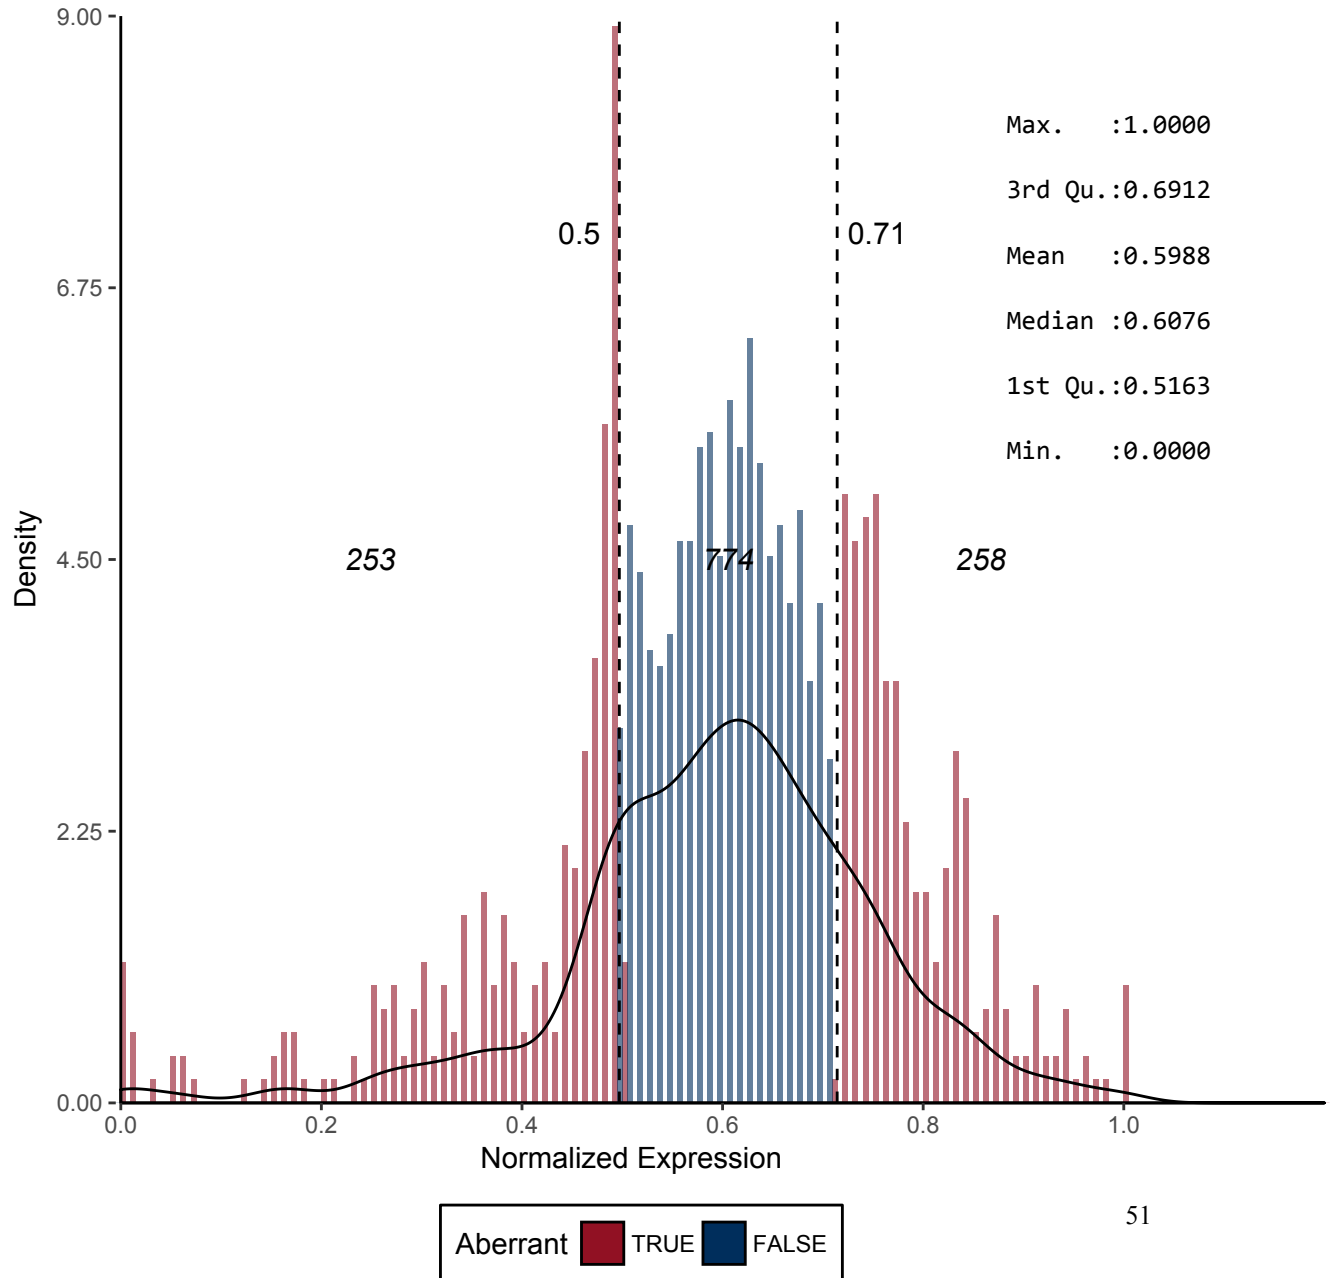 9.00
6.75
4.50
2.25
0.00
Density
0.5
0.71
Max. :1.0000
3rd Qu.:0.6912
Mean :0.5988
Median :0.6076
1st Qu.:0.5163
Min. :0.0000
253
774
258
0.0 0.2 0.4 0.6 0.8 1.0
Normalized Expression
51
Aberrant TRUE FALSE